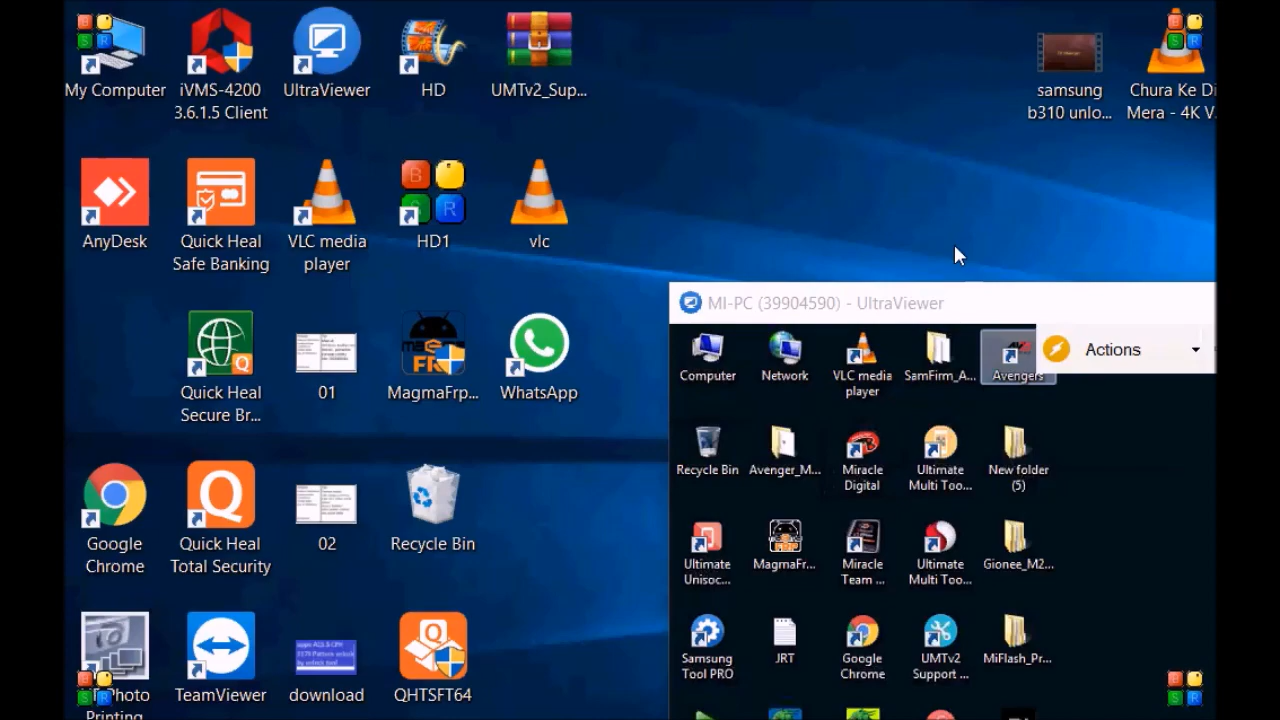 My Computer
iVMS-4200
3.6.1.5 Client
UltraViewer
HD
UMTv2_Sup...
samsung
b310 unlo...
Chura Ke Di
Mera - 4K V.
AnyDesk
Quick Heal
Safe Banking
VLC media
player
B
R
HD1
vlc
Quick Heal
Secure Br...
01
MagmaFrp...
WhatsApp
Google
Chrome
Quick Heal
Total Security
02
Recycle Bin
Photo
Printing
TeamViewer
download
QHTSFT64
MI-PC (39904590) - UltraViewer
Actions
Computer
Network
VLC media
player
SamFirm_A...
Avengers
Recycle Bin
Avenger_M...
Miracle
Digital
Ultimate
Multi Too...
New folder
(5)
Ultimate
Unisoc...
MagmaFr...
Miracle
Team ...
Ultimate
Multi Too...
Gionee_M2...
Samsung
Tool PRO
JRT
Google
Chrome
UMTv2
Support ...
MiFlash_Pr...